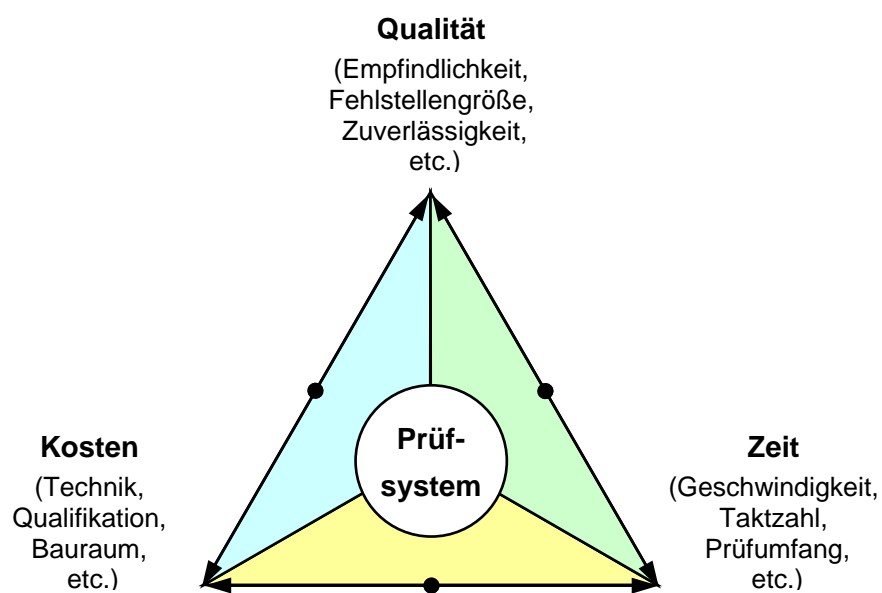 Qualität
(Empfindlichkeit,
Fehlstellengröße,
Zuverlässigkeit,
etc.)
Kosten
(Technik,
Qualifikation,
Bauraum,
etc.)
Prüf-
system
Zeit
(Geschwindigkeit,
Taktzahl,
Prüfumfang,
etc.)